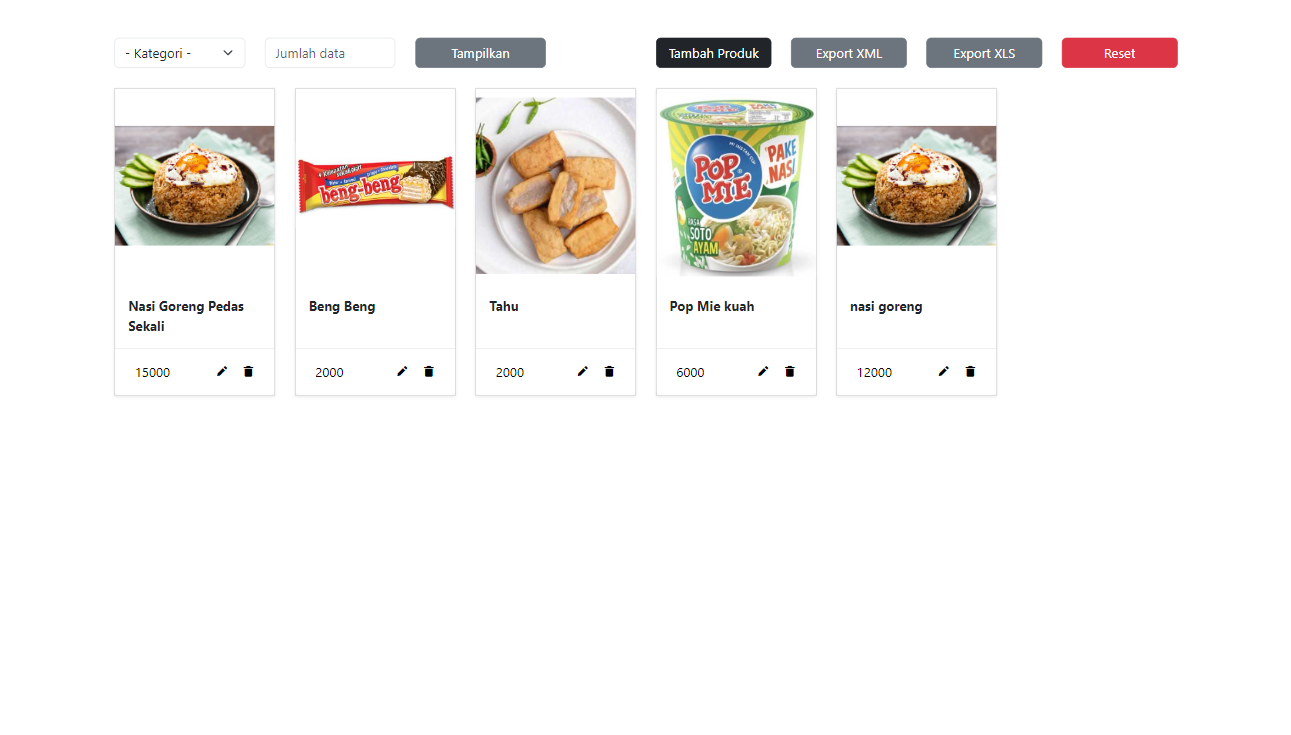 - Kategori -
Jumlah data
Tampilkan
Tambah Produk
Export XML
Export XLS
Reset
beng-beng
POP
MIE
PAKE
NASI
RASA
SOTO
AYAM
Nasi Goreng Pedas
Sekali
Beng Beng
Tahu
Pop Mie kuah
nasi goreng
15000
2000
2000
6000
12000